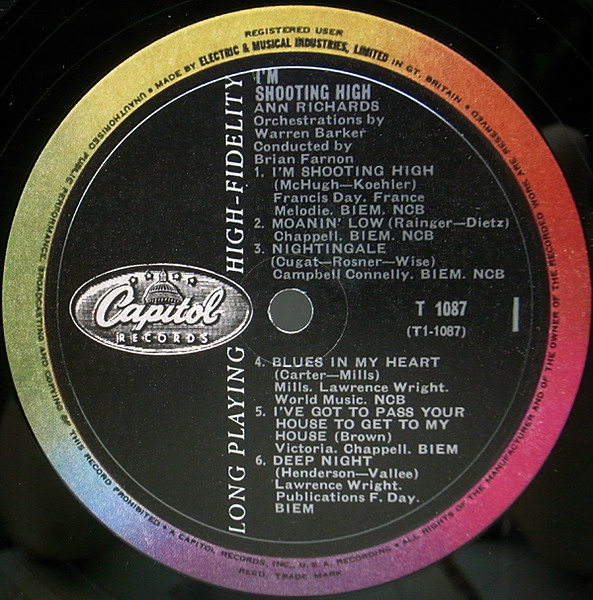 REGISTERED USER
• MADE BY ELECTRIC & MUSICAL INDUSTRIES, LIMITED IN GT. BRITAIN •
ALL RIGHTS OF THE MANUFACTURER AND OF THE OWNER OF THE RECORDED WORK ARE RESERVED
UNAUTHORISED PUBLIC PERFORMANCE, BROADCASTING AND COPYING OF THIS RECORD PROHIBITED •
A CAPITOL RECORDS, INC., U.S.A. RECORDING •
REGD. TRADE MARK
LONG PLAYING HIGH-FIDELITY
Capitol
RECORDS
I'M
SHOOTING HIGH
ANN RICHARDS
Orchestrations by
Warren Barker
Conducted by
Brian Farnon
1. I'M SHOOTING HIGH
(McHugh—Koehler)
Francis Day. France
Melodie. BIEM. NCB
2. MOANIN' LOW (Rainger—Dietz)
Chappell. BIEM. NCB
3. NIGHTINGALE
(Cugat—Rosner—Wise)
Campbell Connelly. BIEM. NCB
T 1087 1
(T1-1087)
4. BLUES IN MY HEART
(Carter—Mills)
Mills. Lawrence Wright.
World Music. NCB
5. I'VE GOT TO PASS YOUR
HOUSE TO GET TO MY
HOUSE (Brown)
Victoria. Chappell. BIEM
6. DEEP NIGHT
(Henderson—Vallee)
Lawrence Wright.
Publications F. Day.
BIEM